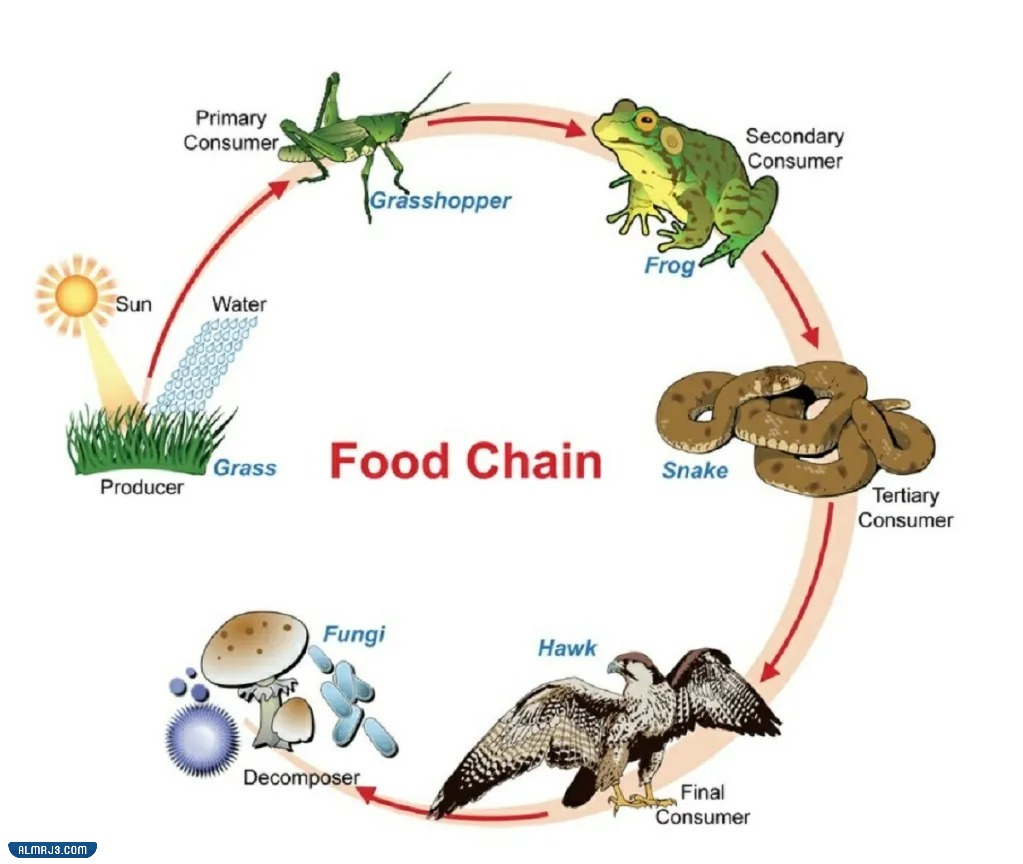 Primary
Consumer
Grasshopper
Secondary
Consumer
Frog
Sun
Water
Grass
Producer
Food Chain
Snake
Tertiary
Consumer
Fungi
Hawk
Decomposer
Final
Consumer
ALMAJ3.COM